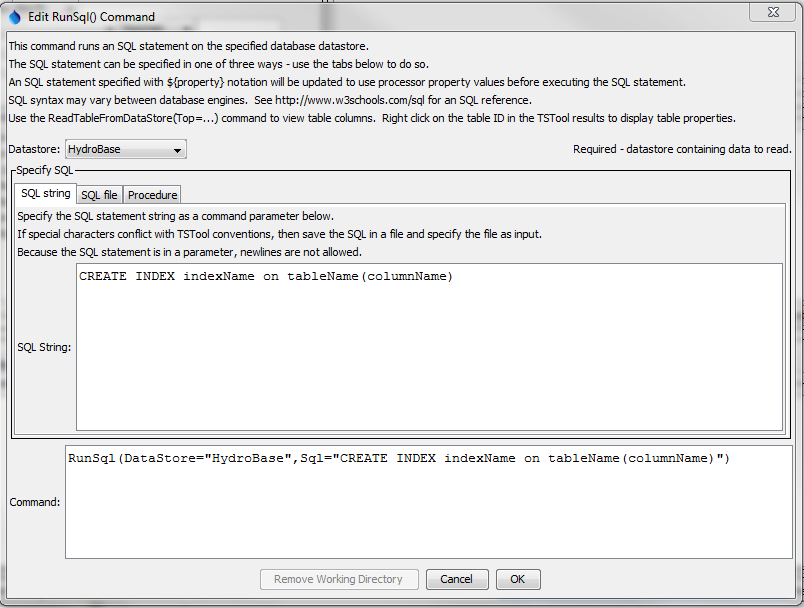 Edit RunSql() Command
This command runs an SQL statement on the specified database datastore.
The SQL statement can be specified in one of three ways - use the tabs below to do so.
An SQL statement specified with ${property} notation will be updated to use processor property values before executing the SQL statement.
SQL syntax may vary between database engines.  See http://www.w3schools.com/sql for an SQL reference.
Use the ReadTableFromDataStore(Top=...) command to view table columns.  Right click on the table ID in the TSTool results to display table properties.
Datastore: HydroBase Required - datastore containing data to read.
Specify SQL
SQL string SQL file Procedure
Specify the SQL statement string as a command parameter below.
If special characters conflict with TSTool conventions, then save the SQL in a file and specify the file as input.
Because the SQL statement is in a parameter, newlines are not allowed.
CREATE INDEX indexName on tableName(columnName)
SQL String:
RunSql(DataStore="HydroBase",Sql="CREATE INDEX indexName on tableName(columnName)")
Command:
Remove Working Directory Cancel OK